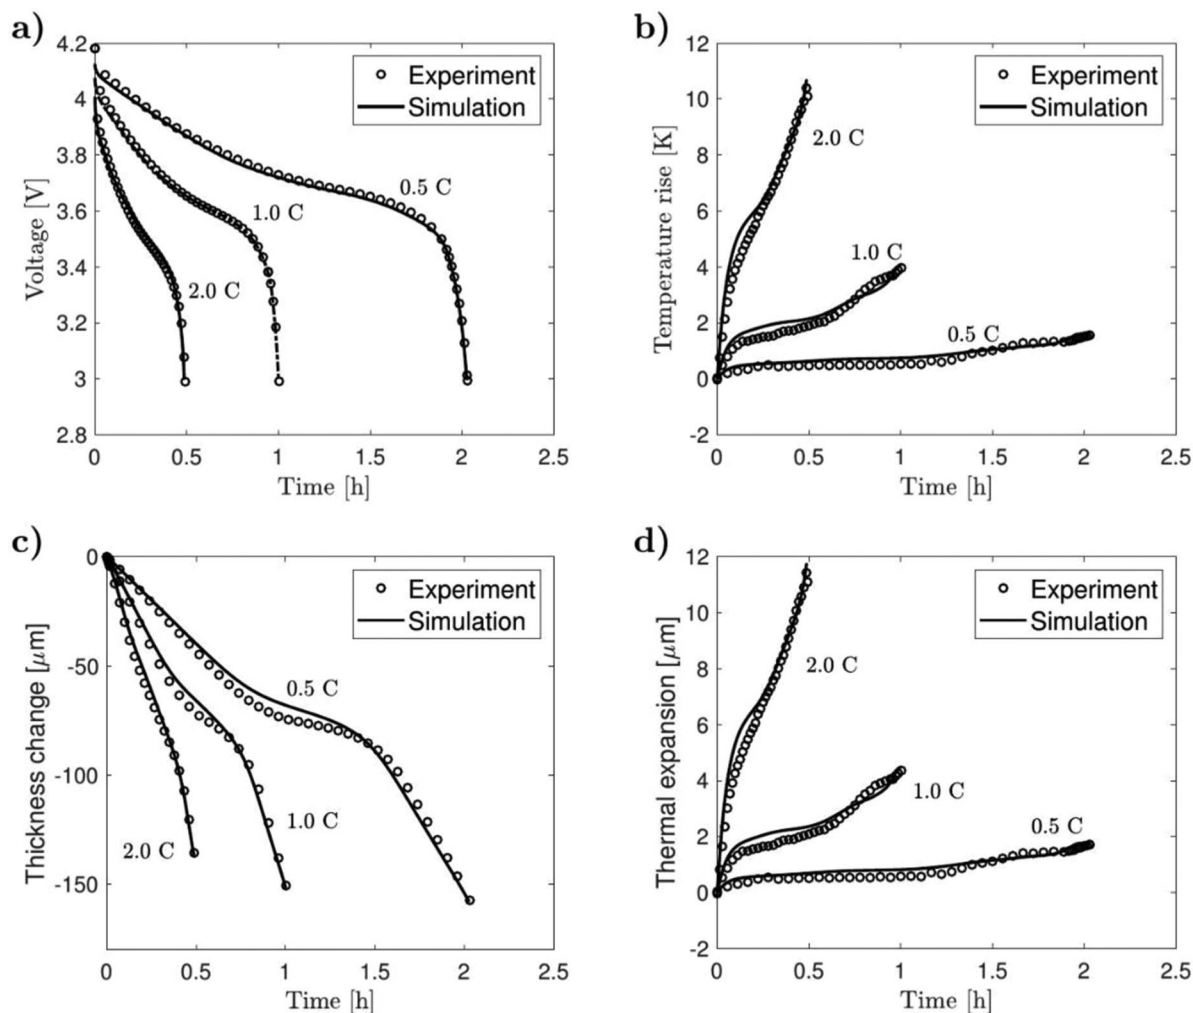 a)
4.2
4
3.8
3.6
3.4
3.2
3
2.8
Voltage [V]
Experiment
Simulation
0.5 C
1.0 C
2.0 C
0 0.5 1 1.5 2 2.5
Time [h]
b)
12
10
8
6
4
2
0
-2
Temperature rise [K]
Experiment
Simulation
2.0 C
1.0 C
0.5 C
0 0.5 1 1.5 2 2.5
Time [h]
c)
0
-50
-100
-150
Thickness change [μm]
Experiment
Simulation
0.5 C
1.0 C
2.0 C
0 0.5 1 1.5 2 2.5
Time [h]
d)
12
10
8
6
4
2
0
-2
Thermal expansion [μm]
Experiment
Simulation
2.0 C
1.0 C
0.5 C
0 0.5 1 1.5 2 2.5
Time [h]